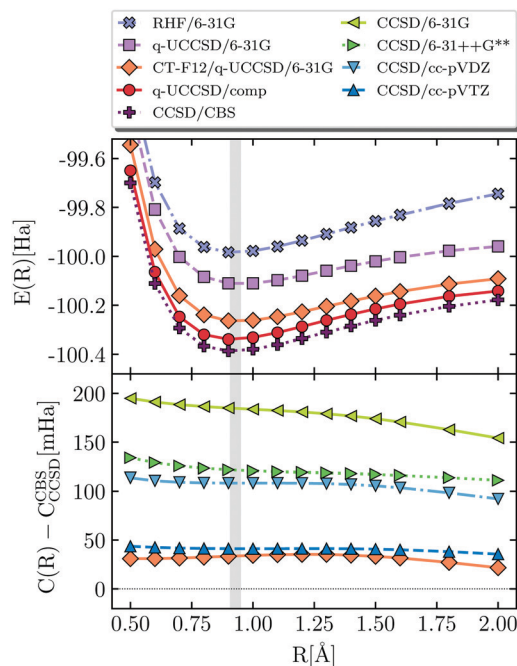 RHF/6-31G
q-UCCSD/6-31G
CT-F12/q-UCCSD/6-31G
q-UCCSD/comp
CCSD/CBS
CCSD/6-31G
CCSD/6-31++G**
CCSD/cc-pVDZ
CCSD/cc-pVTZ
E(R)[Ha]
-99.6
-99.8
-100.0
-100.2
-100.4
C(R) − C^CBS_CCSD [mHa]
200
150
100
50
0
0.50 0.75 1.00 1.25 1.50 1.75 2.00
R[Å]